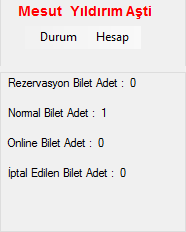 Mesut Yıldırım Aşti
Durum Hesap
Rezervasyon Bilet Adet : 0
Normal Bilet Adet : 1
Online Bilet Adet : 0
İptal Edilen Bilet Adet : 0